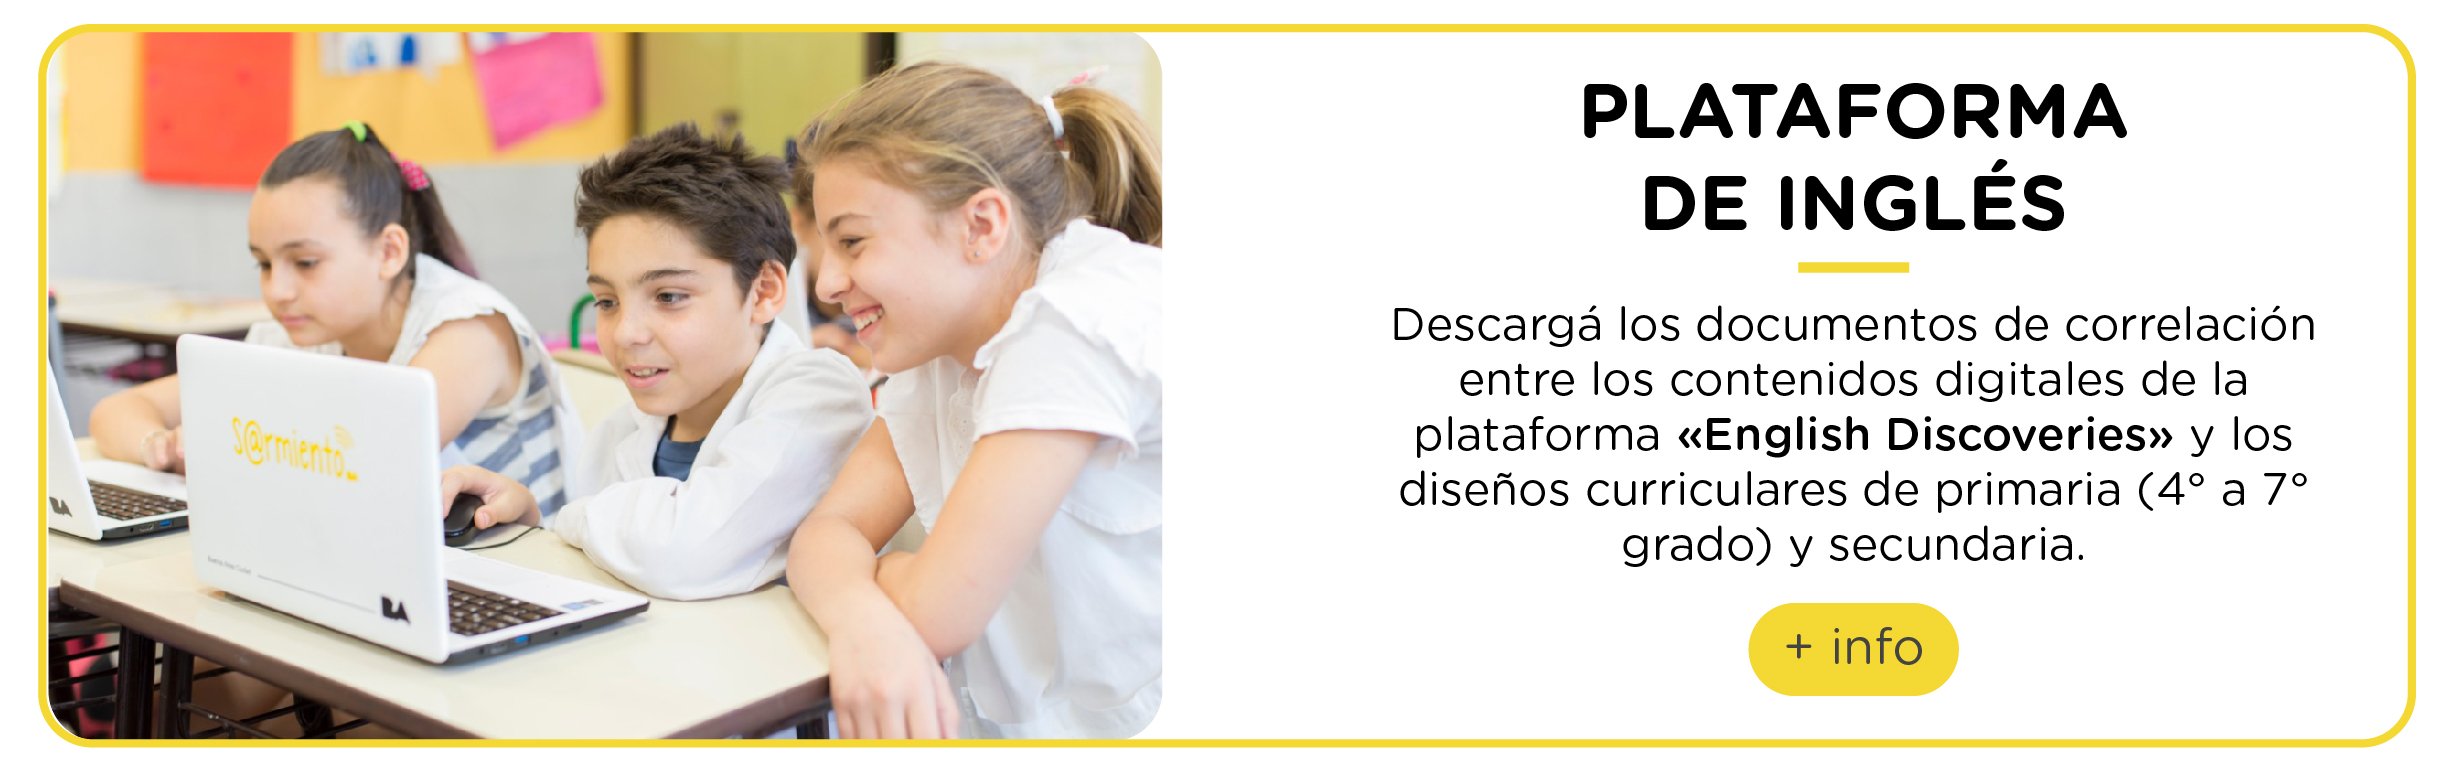 S@rmiento_
BA
BA
PLATAFORMA
DE INGLÉS
Descargá los documentos de correlación
entre los contenidos digitales de la
plataforma «English Discoveries» y los
diseños curriculares de primaria (4° a 7°
grado) y secundaria.
+ info